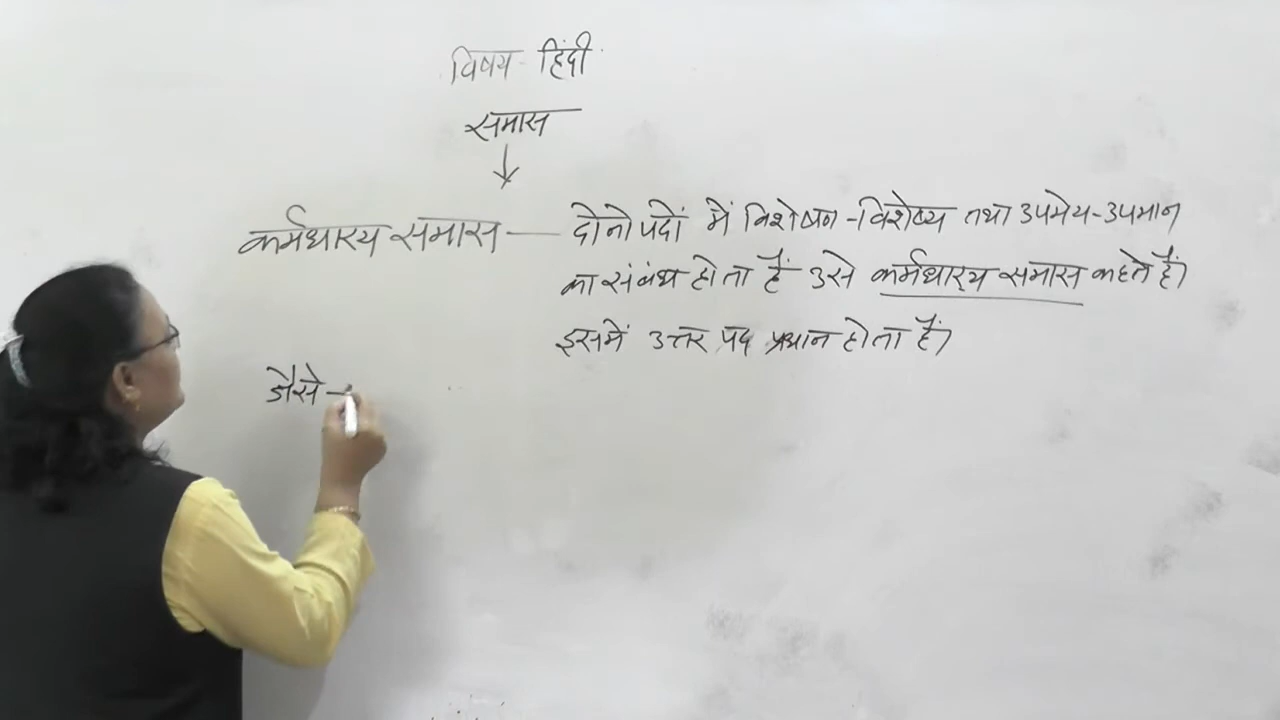 विषय - हिंदी
समास
कर्मधारय समास — दोनो पदों में विशेषन - विशेष्य तथा उपमेय - उपमान
का संबंध होता हैं उसे कर्मधारय समास कहते हैं।
इसमें उत्तर पद प्रधान होता हैं।
जैसे -